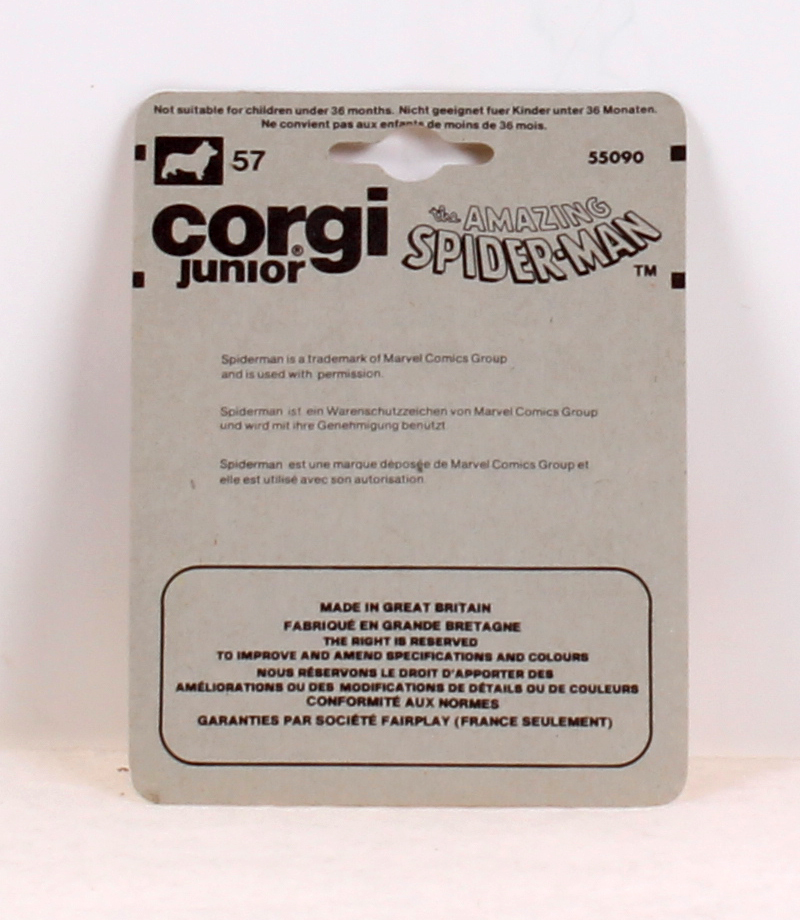 Not suitable for children under 36 months. Nicht geeignet fuer Kinder unter 36 Monaten.
Ne convient pas aux enfants de moins de 36 mois.
57
55090
corgi®
junior
the AMAZING
SPIDER-MAN
TM
Spiderman is a trademark of Marvel Comics Group
and is used with permission.
Spiderman ist ein Warenschutzzeichen von Marvel Comics Group
und wird mit ihre Genehmigung benutzt
Spiderman est une marque déposée de Marvel Comics Group et
elle est utilisé avec son autorisation.
MADE IN GREAT BRITAIN
FABRIQUÉ EN GRANDE BRETAGNE
THE RIGHT IS RESERVED
TO IMPROVE AND AMEND SPECIFICATIONS AND COLOURS
NOUS RÉSERVONS LE DROIT D'APPORTER DES
AMÉLIORATIONS OU DES MODIFICATIONS DE DÉTAILS OU DE COULEURS
CONFORMITÉ AUX NORMES
GARANTIES PAR SOCIÉTÉ FAIRPLAY (FRANCE SEULEMENT)